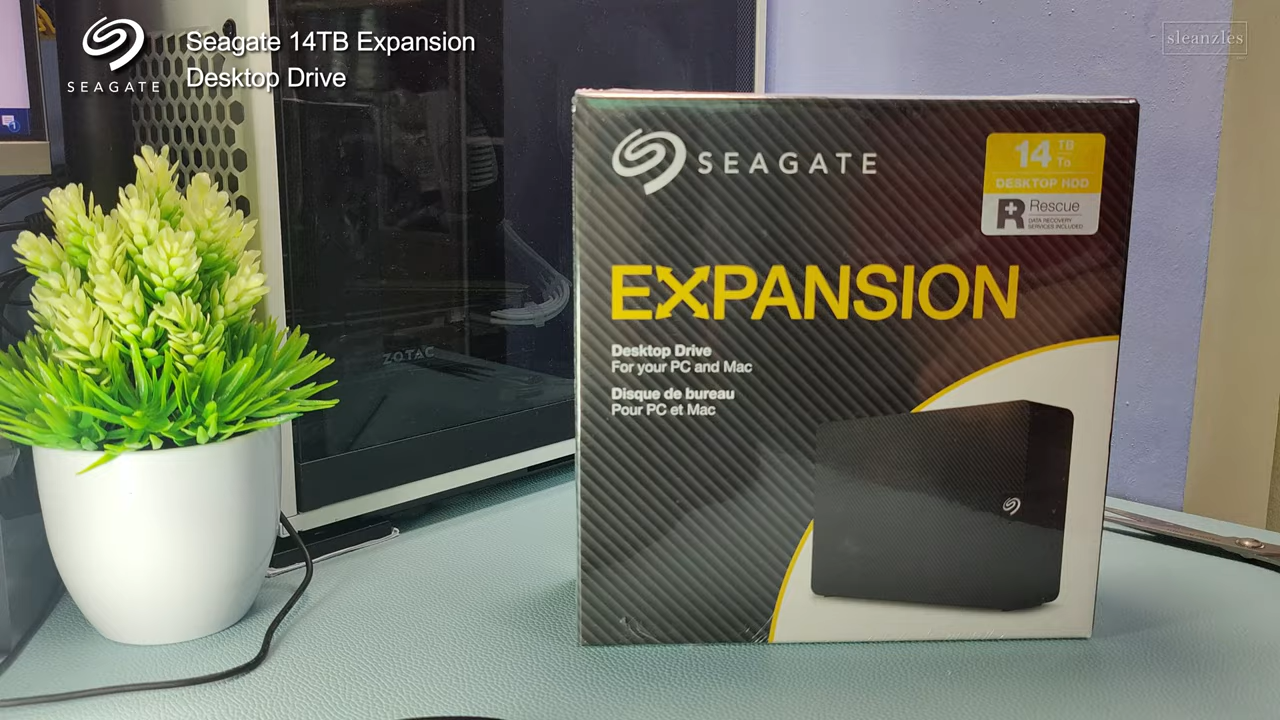 SEAGATE
Seagate 14TB Expansion
Desktop Drive
sleanzles
SEAGATE
14 TB
To
DESKTOP HDD
Rescue
DATA RECOVERY
SERVICES INCLUDED
EXPANSION
Desktop Drive
For your PC and Mac
Disque de bureau
Pour PC et Mac
ZOTAC